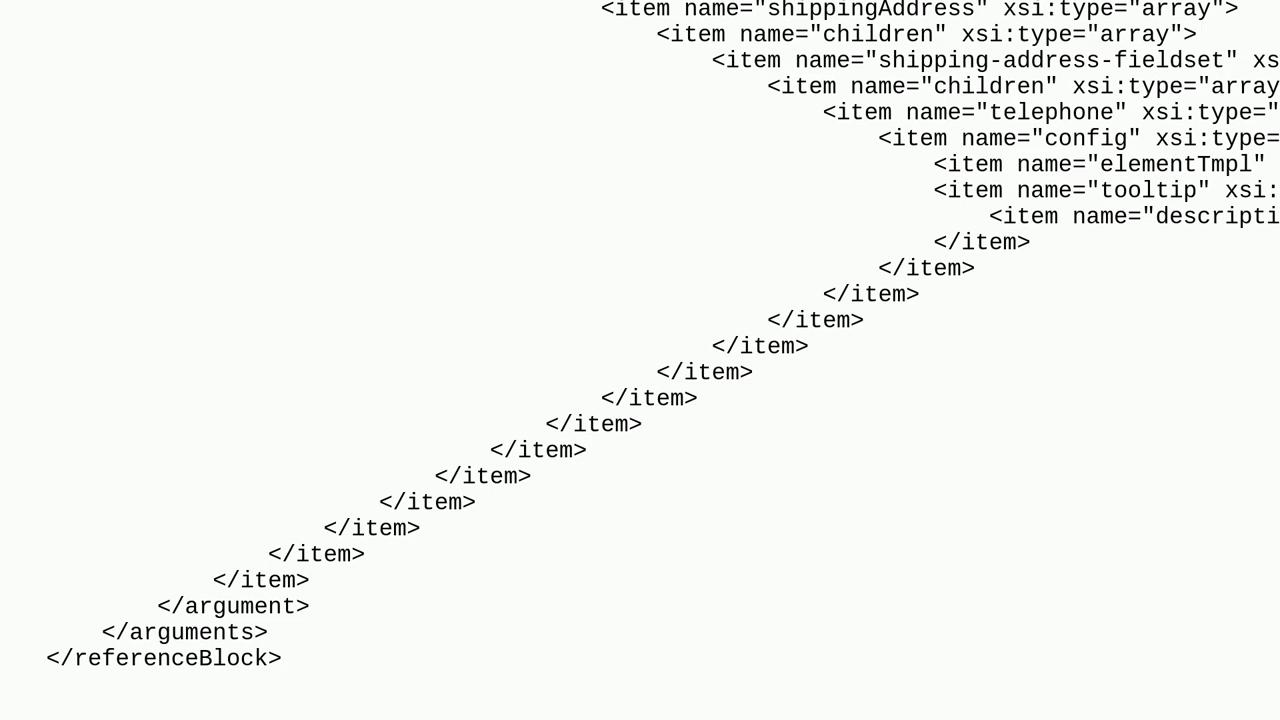 <item name="shippingAddress" xsi:type="array">
<item name="children" xsi:type="array">
<item name="shipping-address-fieldset" xs
<item name="children" xsi:type="array
<item name="telephone" xsi:type="
<item name="config" xsi:type=
<item name="elementTmpl"
<item name="tooltip" xsi:
<item name="descripti
</item>
</item>
</item>
</item>
</item>
</item>
</item>
</item>
</item>
</item>
</item>
</item>
</item>
</item>
</argument>
</arguments>
</referenceBlock>